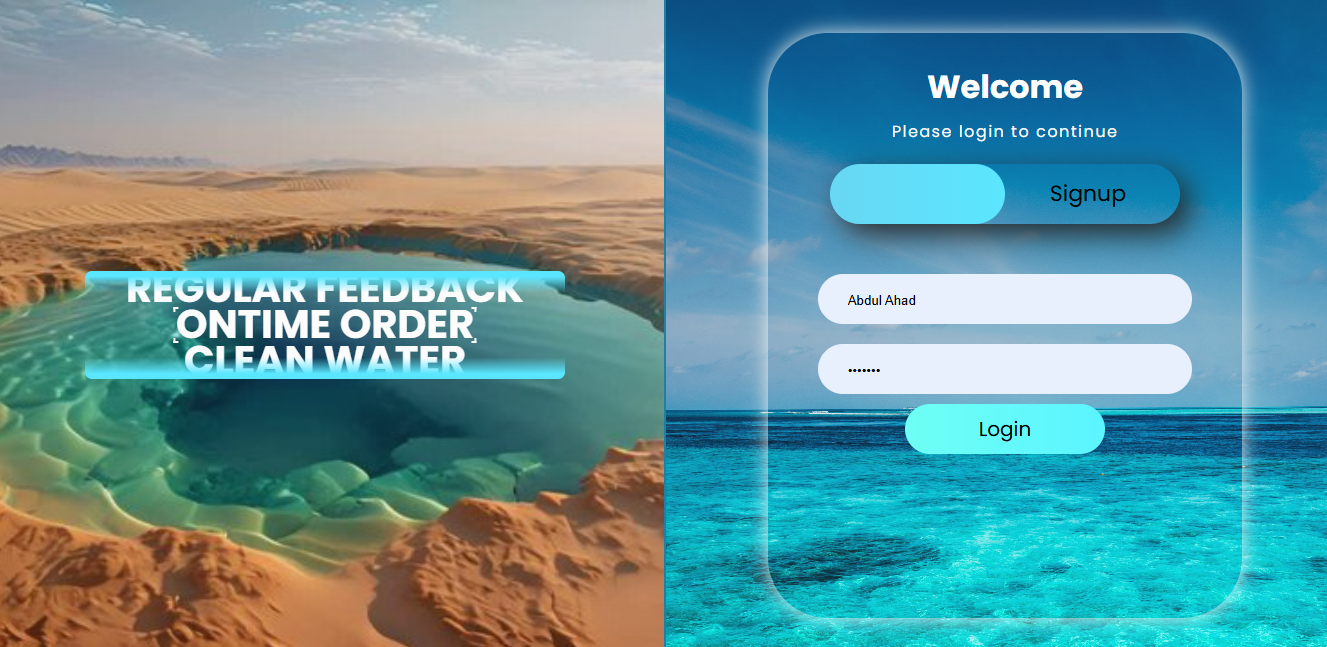 REGULAR FEEDBACK
ONTIME ORDER
CLEAN WATER
Welcome
Please login to continue
Signup
Abdul Ahad
•••••••
Login